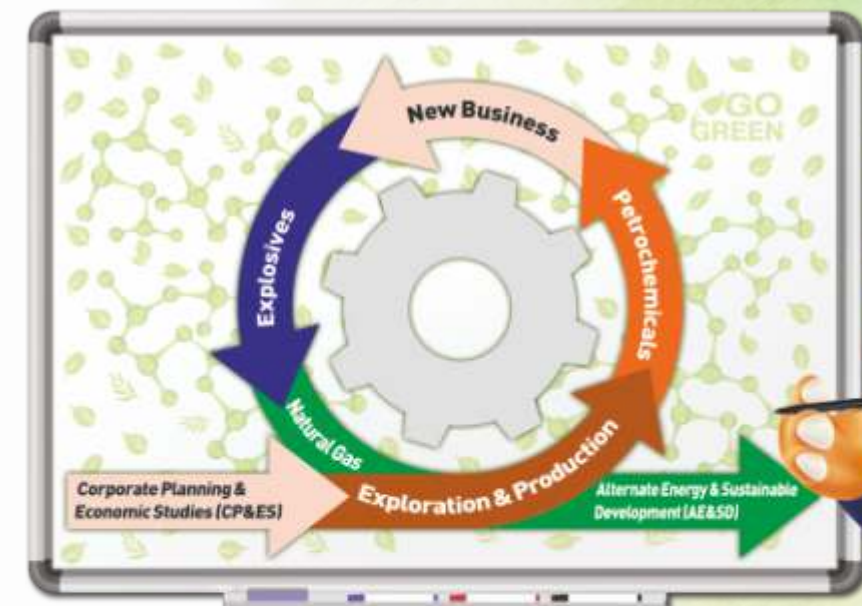 GO
GREEN
New Business
Explosives
Petrochemicals
Natural Gas
Exploration & Production
Corporate Planning &
Economic Studies (CP&ES)
Alternate Energy & Sustainable
Development (AE&SD)